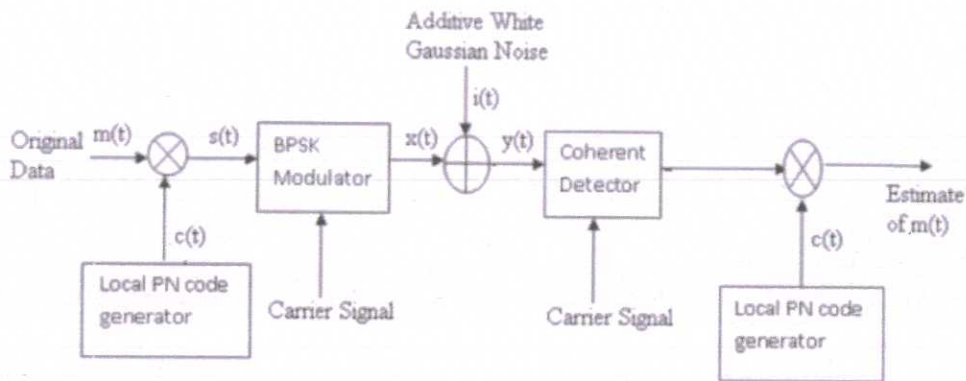 Additive White
Gaussian Noise
i(t)
Original
Data
m(t)
s(t)
BPSK
Modulator
x(t)
y(t)
Coherent
Detector
Estimate
of m(t)
c(t)
Local PN code
generator
Carrier Signal
Carrier Signal
c(t)
Local PN code
generator